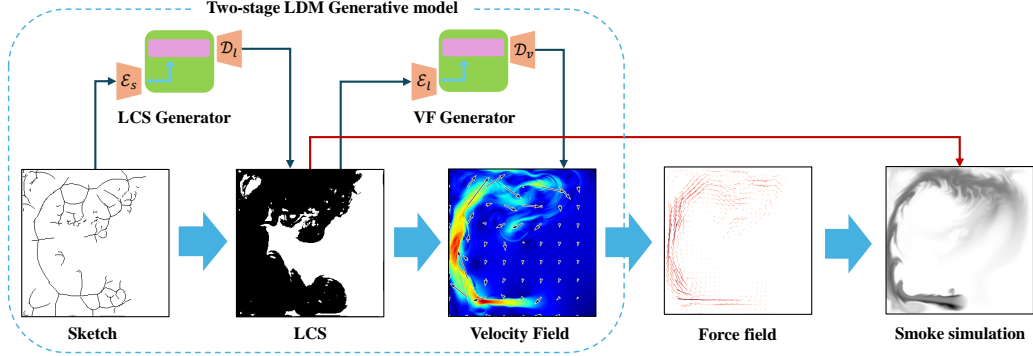 Two-stage LDM Generative model
ℰₛ
𝒟ₗ
LCS Generator
ℰₗ
𝒟ᵥ
VF Generator
Sketch
LCS
Velocity Field
Force field
Smoke simulation